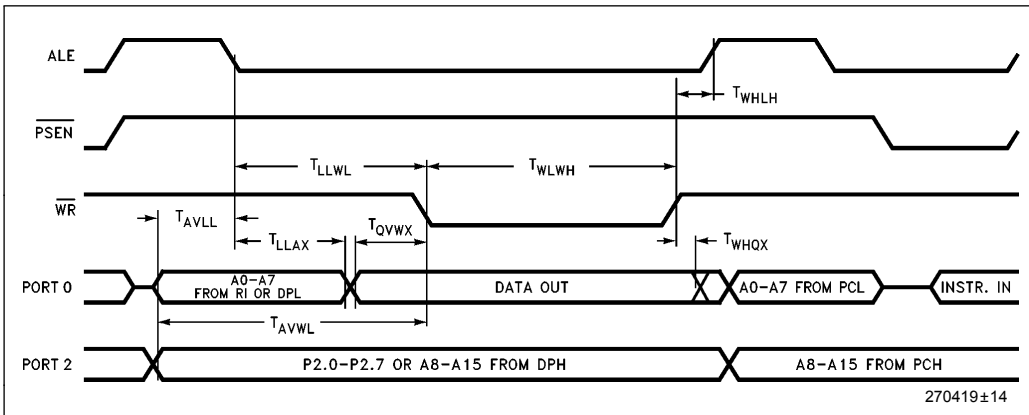 ALE
T_WHLH
PSEN
T_LLWL
T_WLWH
WR
T_AVLL
T_LLAX
T_QVWX
T_WHQX
PORT 0
A0–A7
FROM RI OR DPL
DATA OUT
A0–A7 FROM PCL
INSTR. IN
T_AVWL
PORT 2
P2.0–P2.7 OR A8–A15 FROM DPH
A8–A15 FROM PCH
270419±14